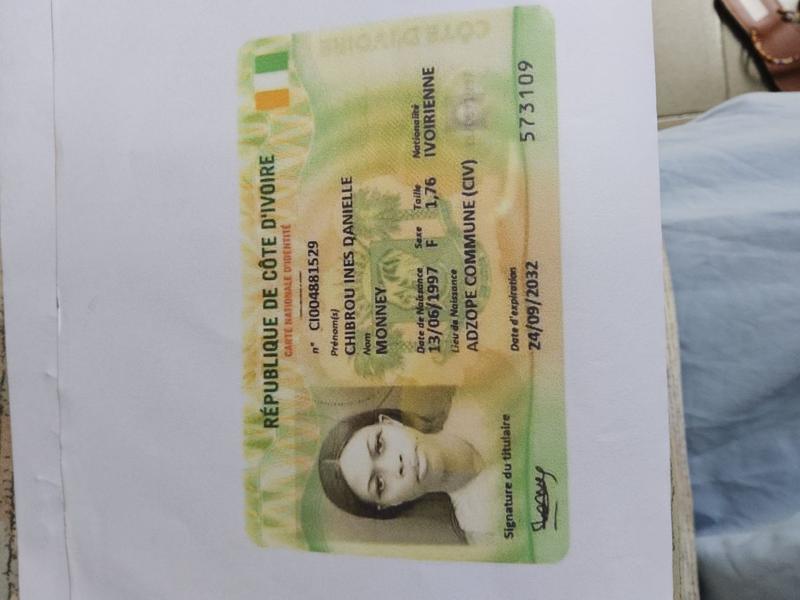 CÔTE D'IVOIRE
RÉPUBLIQUE DE CÔTE D'IVOIRE
CARTE NATIONALE D'IDENTITÉ
n° CI004881529
Prénom(s)
CHIBROU INES DANIELLE
Nom
MONNEY
Date de Naissance Sexe Taille Nationalité
13/06/1997 F 1,76 IVOIRIENNE
Lieu de Naissance
ADZOPE COMMUNE (CIV)
Signature du titulaire
Date d'expiration
24/09/2032
573109